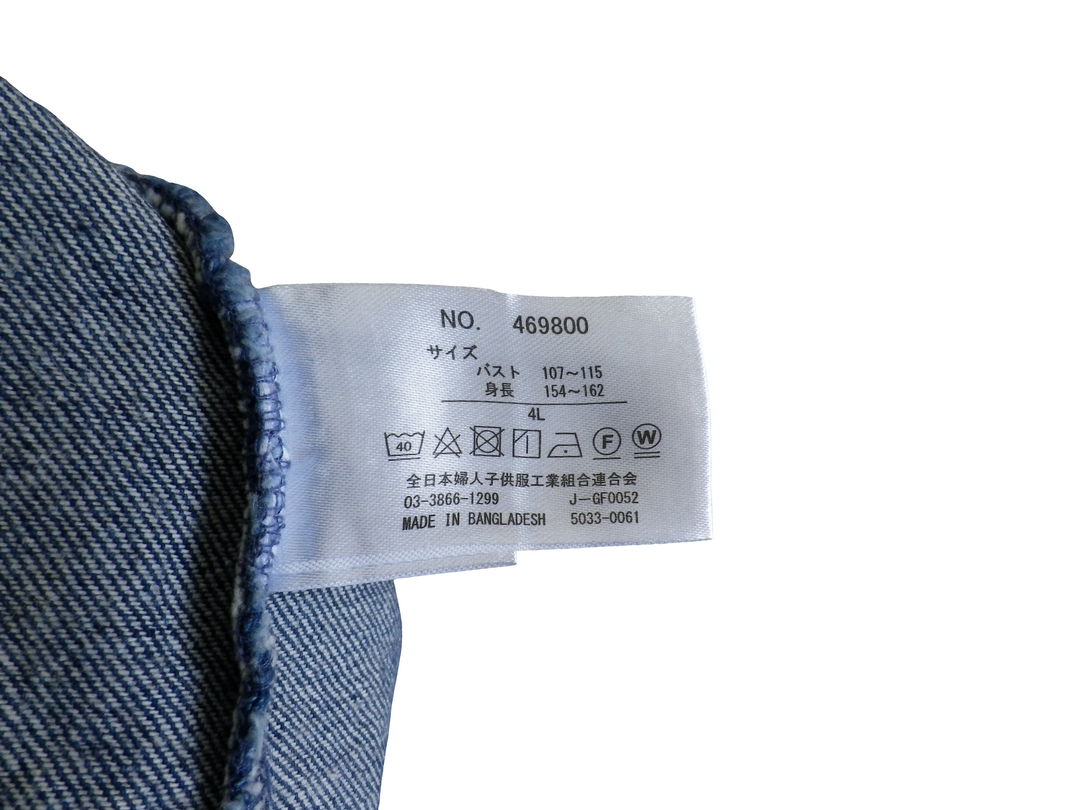 NO. 469800
サイズ
バスト 107～115
身長 154～162
4L
40 F W
全日本婦人子供服工業組合連合会
03-3866-1299 J-GF0052
MADE IN BANGLADESH 5033-0061